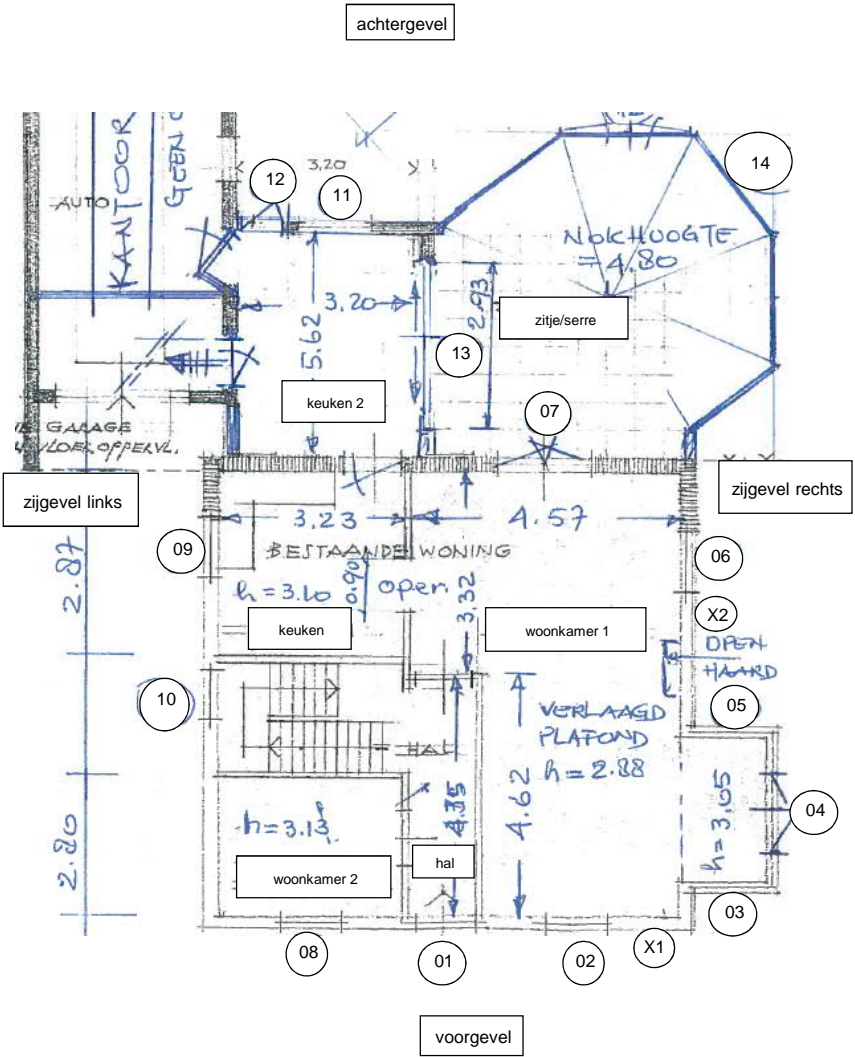 achtergevel
KANTOOR
GEEN
AUTO
3.20
12
11
14
NOKHOOGTE
= 4.80
3.20
5.62
2.93
zitje/serre
13
keuken 2
07
GARAGE
VLOEROPPERVL.
zijgevel links
zijgevel rechts
3.23
4.57
09
06
BESTAANDE WONING
2.87
h=3.10
0.90
open.
3.32
X2
keuken
woonkamer 1
OPEN
HAARD
10
05
VERLAAGD
PLAFOND
h = 2.88
HAL
4.35
4.62
h=3.05
04
2.80
h=3.13
hal
woonkamer 2
03
08
01
02
X1
voorgevel